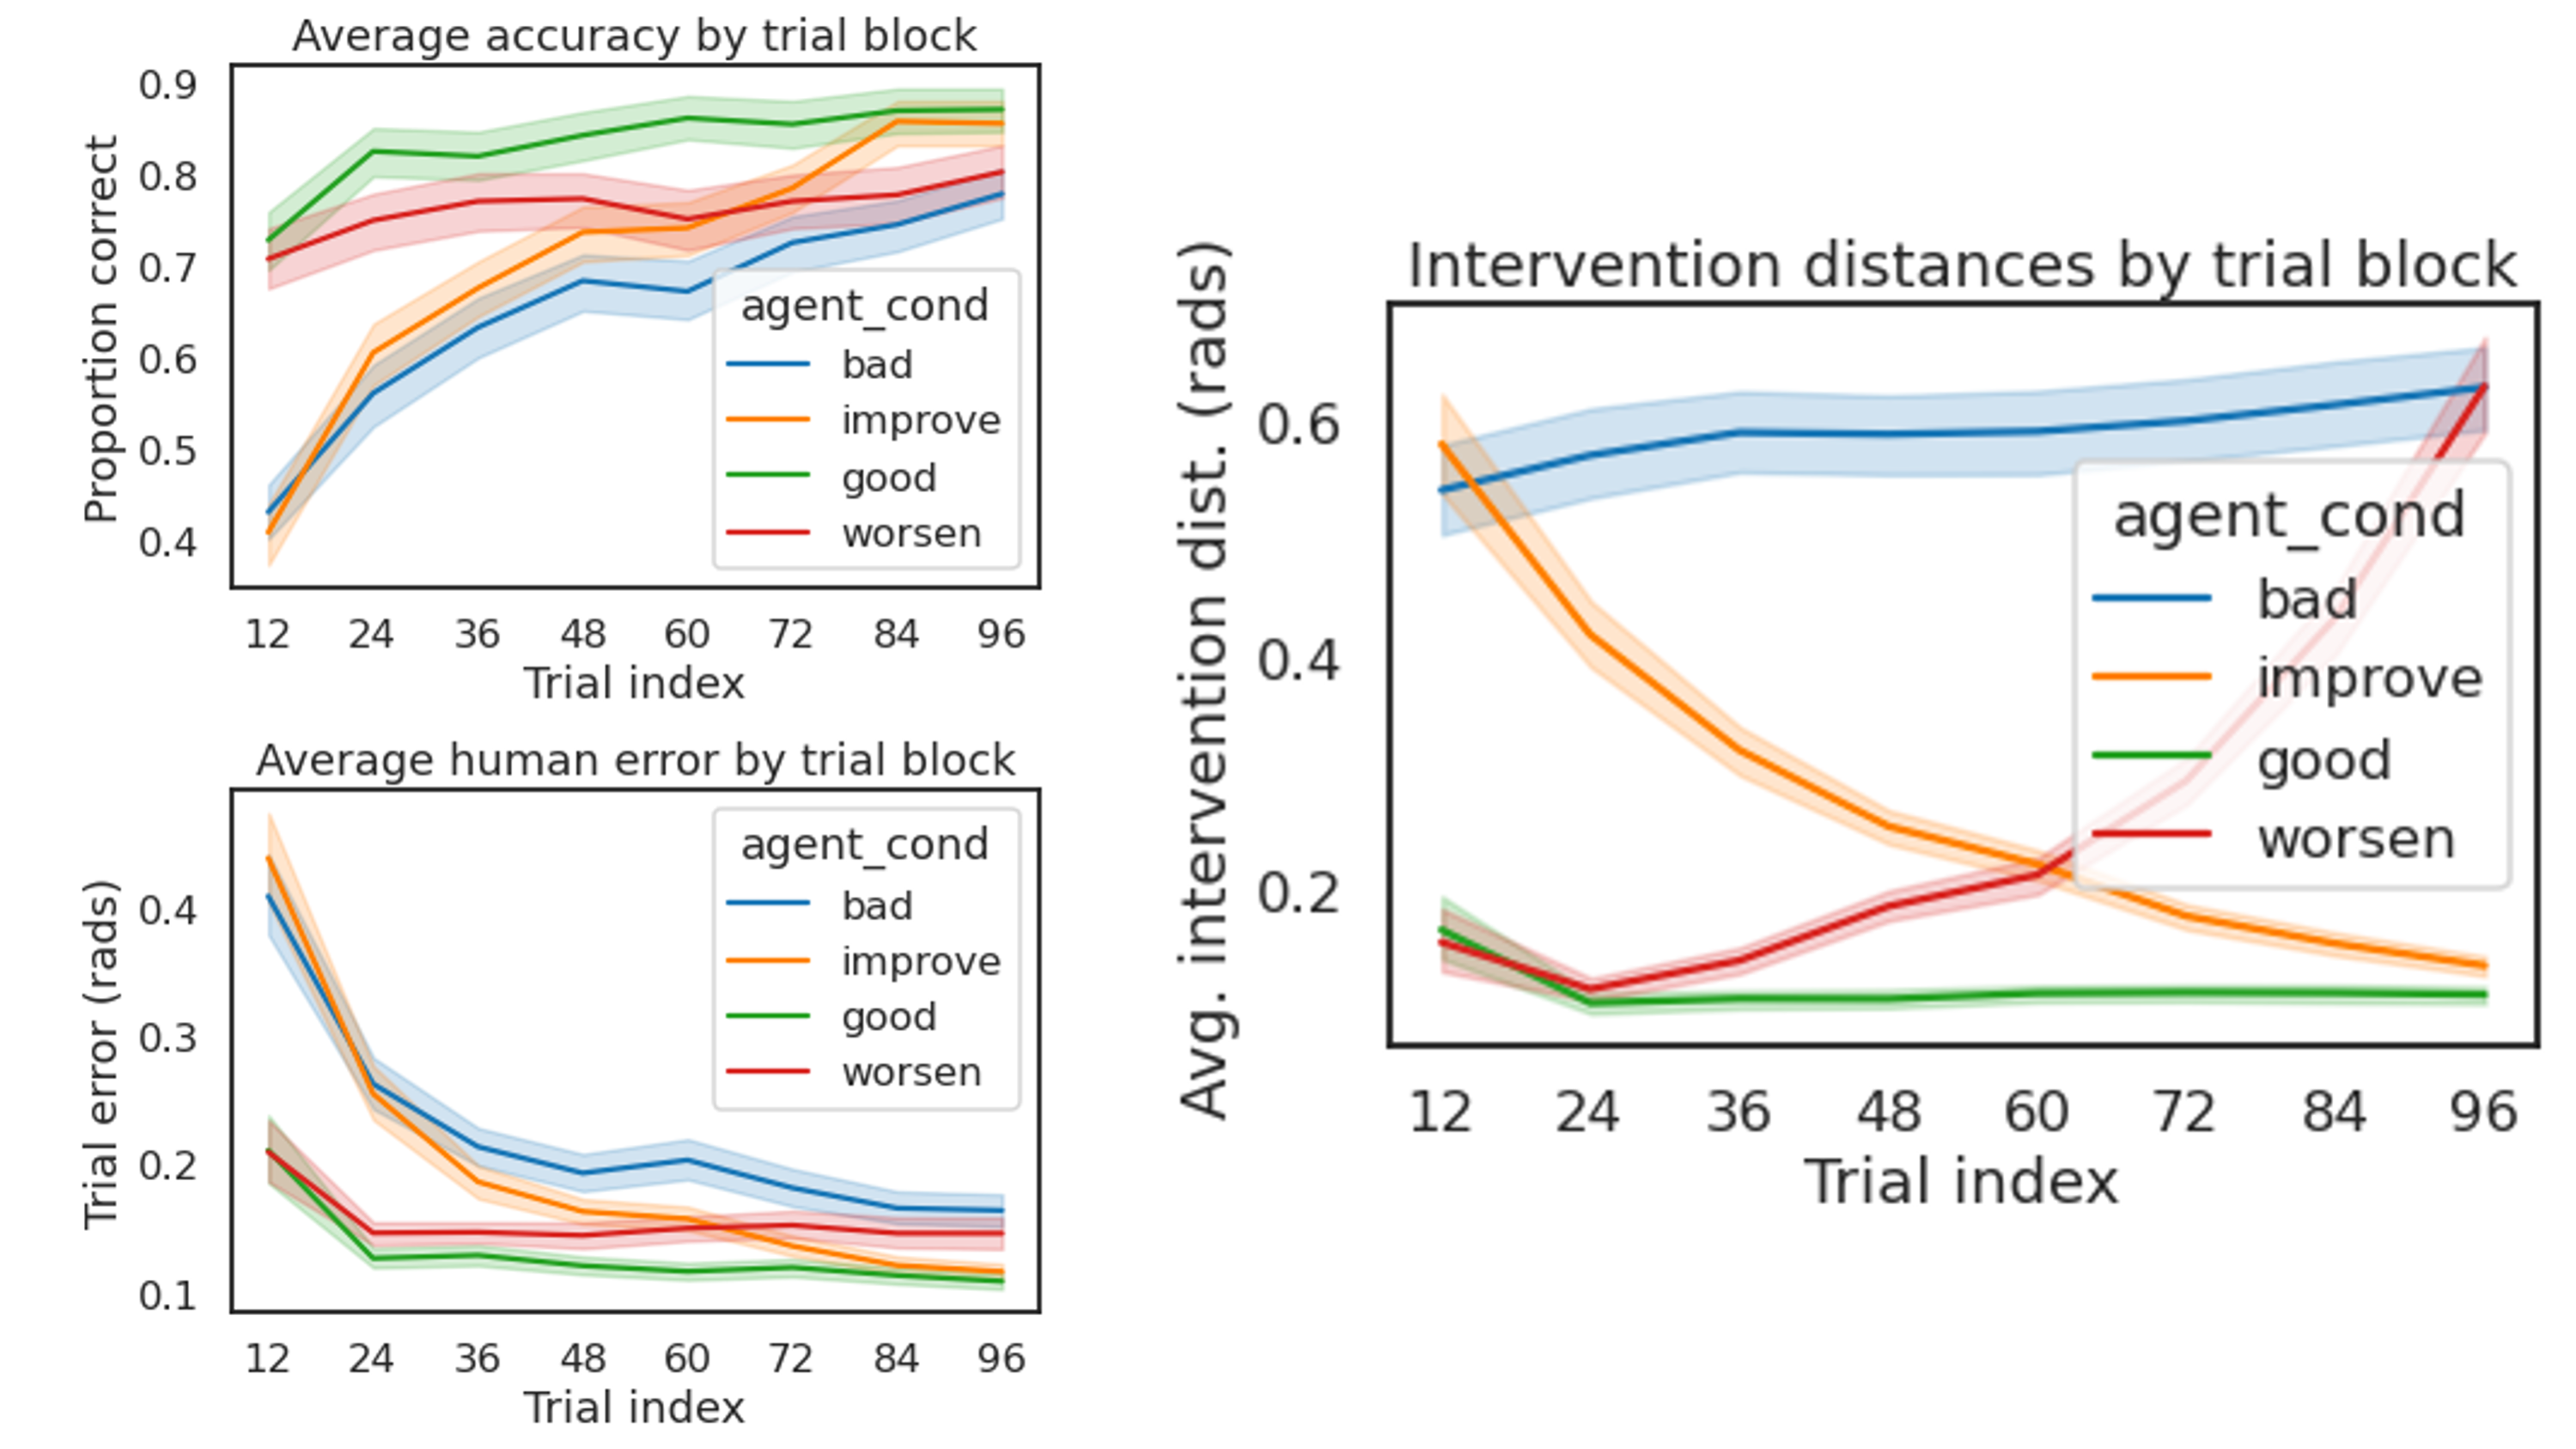 Average accuracy by trial block
Proportion correct
0.9
0.8
0.7
0.6
0.5
0.4
agent_cond
bad
improve
good
worsen
12 24 36 48 60 72 84 96
Trial index
Average human error by trial block
Trial error (rads)
0.4
0.3
0.2
0.1
agent_cond
bad
improve
good
worsen
12 24 36 48 60 72 84 96
Trial index
Intervention distances by trial block
Avg. intervention dist. (rads)
0.6
0.4
0.2
agent_cond
bad
improve
good
worsen
12 24 36 48 60 72 84 96
Trial index